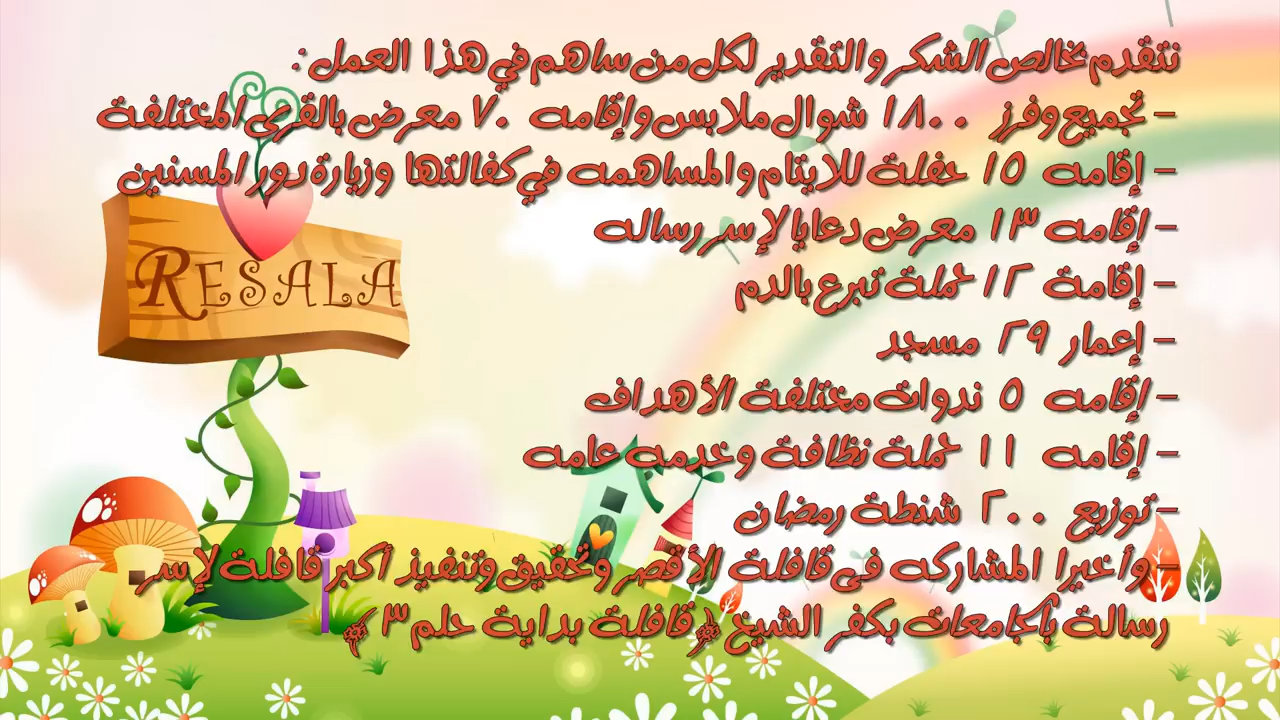 نتقدم بخالص الشكر والتقدير لكل من ساهم في هذا العمل :
- تجميع وفرز ١٨٠٠ شوال ملابس وإقامه ٧٠ معرض بالقرى المختلفة
- إقامه ١٥ حفلة للايتام والمساهمه في كفالتها وزيارة دور المسنين
- إقامه ١٣ معرض دعايا لإسر رساله
- إقامة ١٢ حملة تبرع بالدم
- إعمار ٢٩ مسجد
- إقامه ٥ ندوات مختلفة الأهداف
- إقامه ١١ حملة نظافة وخدمه عامه
- توزيع ٢٠٠ شنطة رمضان
- وأخيرا المشاركه فى قافلة الأقصر وتحقيق وتنفيذ أكبر قافلة لإسر
رسالة بالجامعات بكفر الشيخ ﴿قافلة بداية حلم ٣﴾
RESALA